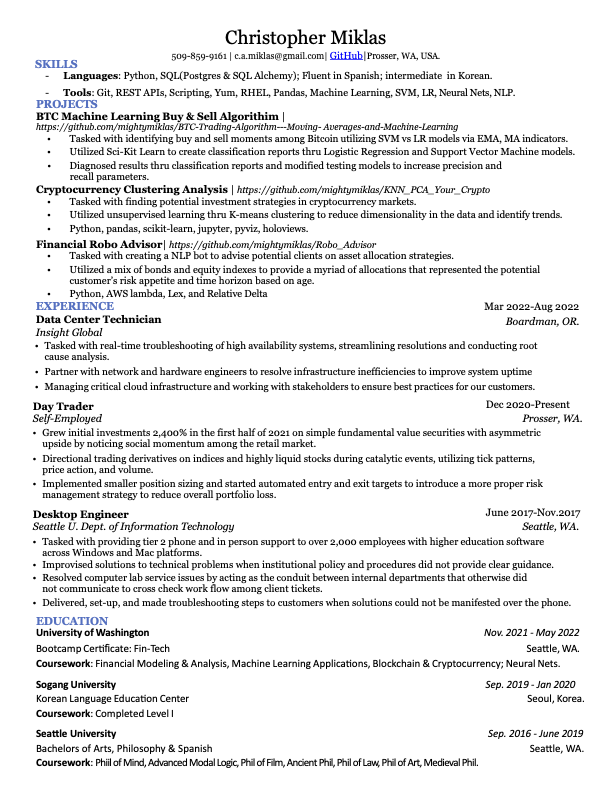 Christopher Miklas
509-859-9161 | c.a.miklas@gmail.com| GitHub|Prosser, WA, USA.
SKILLS
- Languages: Python, SQL(Postgres & SQL Alchemy); Fluent in Spanish; intermediate in Korean.
- Tools: Git, REST APIs, Scripting, Yum, RHEL, Pandas, Machine Learning, SVM, LR, Neural Nets, NLP.
PROJECTS
BTC Machine Learning Buy & Sell Algorithim |
https://github.com/mightymiklas/BTC-Trading-Algorithm---Moving- Averages-and-Machine-Learning
• Tasked with identifying buy and sell moments among Bitcoin utilizing SVM vs LR models via EMA, MA indicators.
• Utilized Sci-Kit Learn to create classification reports thru Logistic Regression and Support Vector Machine models.
• Diagnosed results thru classification reports and modified testing models to increase precision and
recall parameters.
Cryptocurrency Clustering Analysis | https://github.com/mightymiklas/KNN_PCA_Your_Crypto
• Tasked with finding potential investment strategies in cryptocurrency markets.
• Utilized unsupervised learning thru K-means clustering to reduce dimensionality in the data and identify trends.
• Python, pandas, scikit-learn, jupyter, pyviz, holoviews.
Financial Robo Advisor| https://github.com/mightymiklas/Robo_Advisor
• Tasked with creating a NLP bot to advise potential clients on asset allocation strategies.
• Utilized a mix of bonds and equity indexes to provide a myriad of allocations that represented the potential
customer's risk appetite and time horizon based on age.
• Python, AWS lambda, Lex, and Relative Delta
EXPERIENCE Mar 2022-Aug 2022
Data Center Technician Boardman, OR.
Insight Global
• Tasked with real-time troubleshooting of high availability systems, streamlining resolutions and conducting root
cause analysis.
• Partner with network and hardware engineers to resolve infrastructure inefficiencies to improve system uptime
• Managing critical cloud infrastructure and working with stakeholders to ensure best practices for our customers.
Day Trader Dec 2020-Present
Self-Employed Prosser, WA.
• Grew initial investments 2,400% in the first half of 2021 on simple fundamental value securities with asymmetric
upside by noticing social momentum among the retail market.
• Directional trading derivatives on indices and highly liquid stocks during catalytic events, utilizing tick patterns,
price action, and volume.
• Implemented smaller position sizing and started automated entry and exit targets to introduce a more proper risk
management strategy to reduce overall portfolio loss.
Desktop Engineer June 2017-Nov.2017
Seattle U. Dept. of Information Technology Seattle, WA.
• Tasked with providing tier 2 phone and in person support to over 2,000 employees with higher education software
across Windows and Mac platforms.
• Improvised solutions to technical problems when institutional policy and procedures did not provide clear guidance.
• Resolved computer lab service issues by acting as the conduit between internal departments that otherwise did
not communicate to cross check work flow among client tickets.
• Delivered, set-up, and made troubleshooting steps to customers when solutions could not be manifested over the phone.
EDUCATION
University of Washington Nov. 2021 - May 2022
Bootcamp Certificate: Fin-Tech Seattle, WA.
Coursework: Financial Modeling & Analysis, Machine Learning Applications, Blockchain & Cryptocurrency; Neural Nets.
Sogang University Sep. 2019 - Jan 2020
Korean Language Education Center Seoul, Korea.
Coursework: Completed Level I
Seattle University Sep. 2016 - June 2019
Bachelors of Arts, Philosophy & Spanish Seattle, WA.
Coursework: Phiil of Mind, Advanced Modal Logic, Phil of Film, Ancient Phil, Phil of Law, Phil of Art, Medieval Phil.